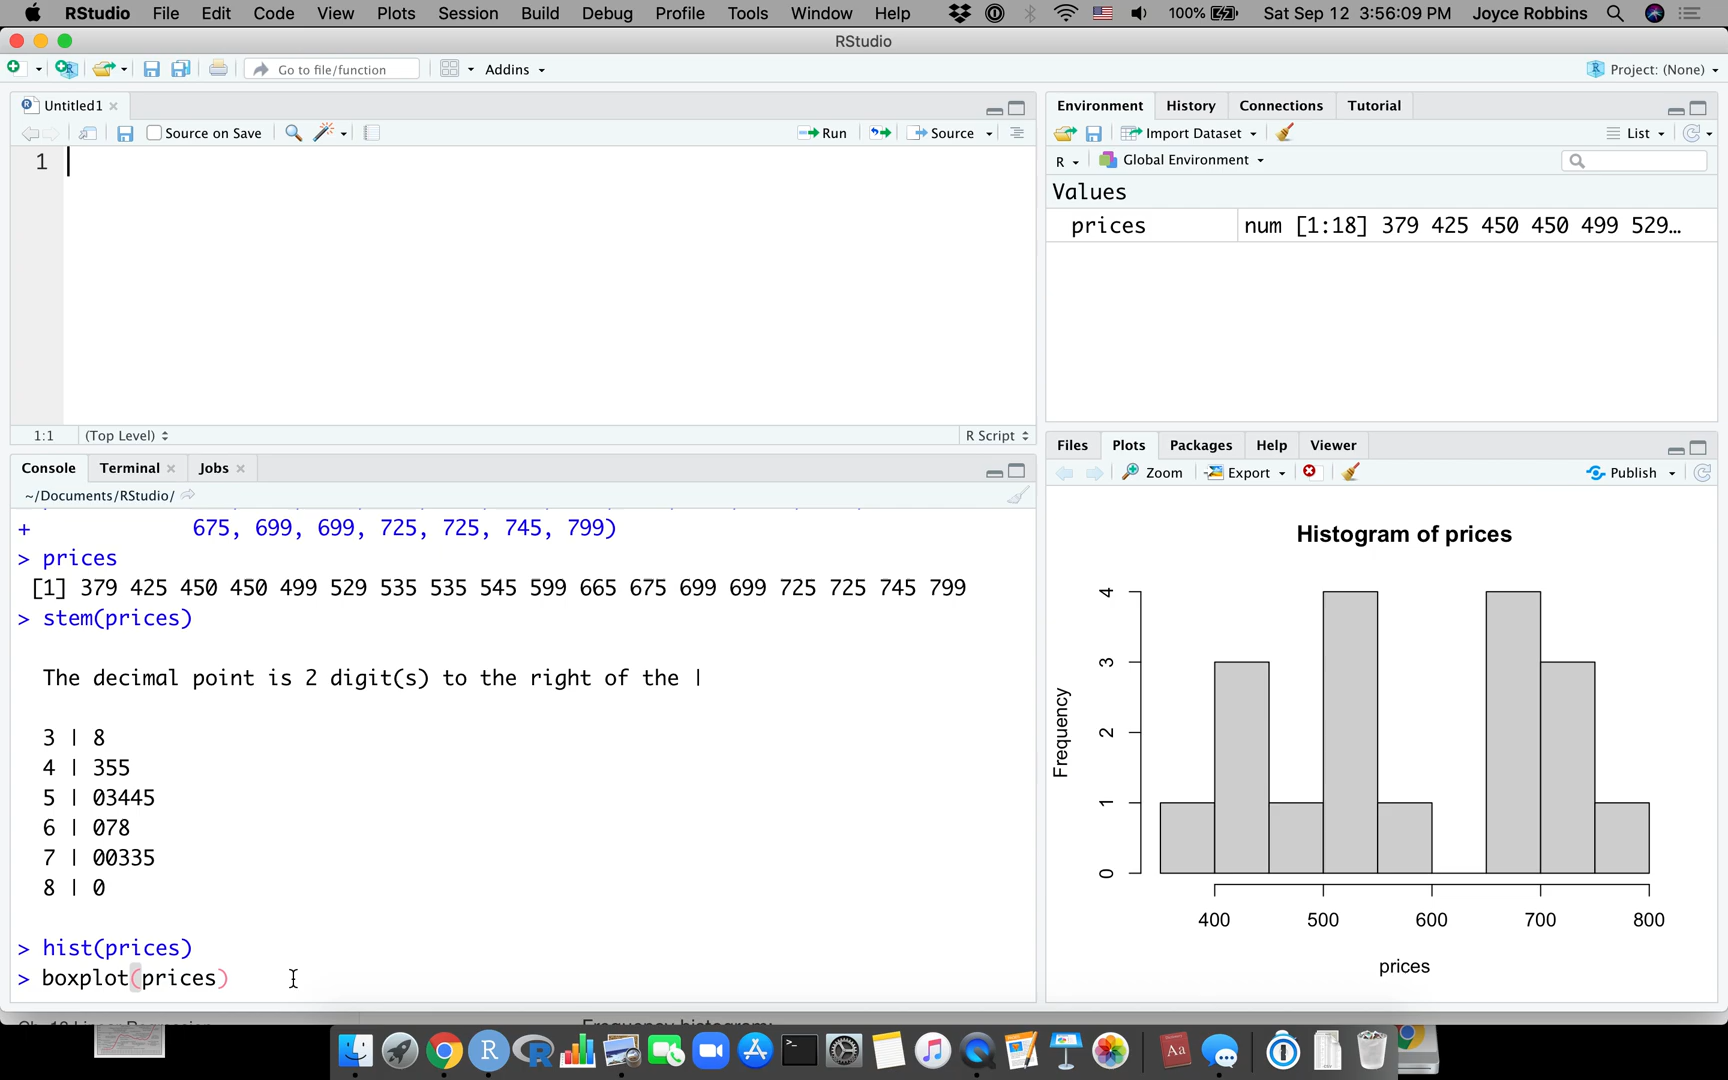 RStudio File Edit Code View Plots Session Build Debug Profile Tools Window Help 100% Sat Sep 12 3:56:09 PM Joyce Robbins
RStudio
Go to file/function Addins Project: (None)
Untitled1
Source on Save Run Source
1
1:1 (Top Level) R Script
Environment History Connections Tutorial
Import Dataset List
R Global Environment
Values
prices num [1:18] 379 425 450 450 499 529…
Console Terminal Jobs
~/Documents/RStudio/
+ 675, 699, 699, 725, 725, 745, 799)
> prices
[1] 379 425 450 450 499 529 535 535 545 599 665 675 699 699 725 725 745 799
> stem(prices)
The decimal point is 2 digit(s) to the right of the |
3 | 8
4 | 355
5 | 03445
6 | 078
7 | 00335
8 | 0
> hist(prices)
> boxplot(prices)
Files Plots Packages Help Viewer
Zoom Export Publish
Histogram of prices
Frequency
4
3
2
1
0
400 500 600 700 800
prices
Aa